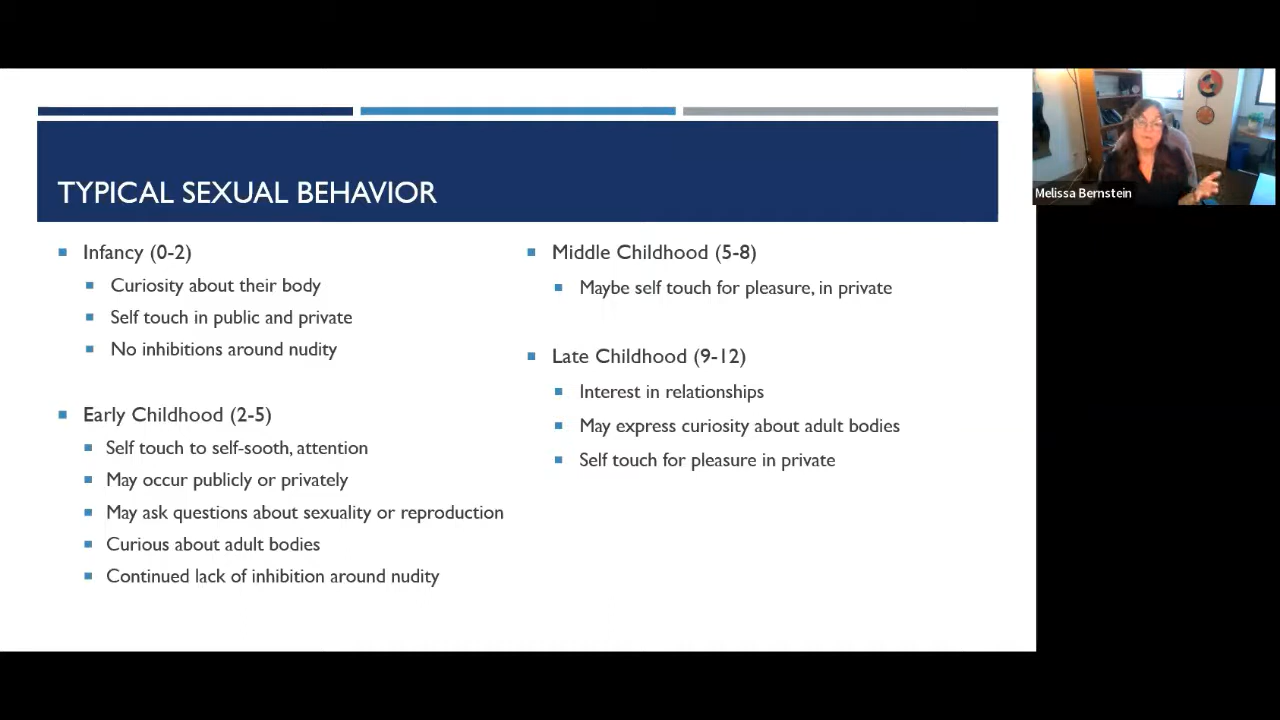 TYPICAL SEXUAL BEHAVIOR
Infancy (0-2)
Curiosity about their body
Self touch in public and private
No inhibitions around nudity
Early Childhood (2-5)
Self touch to self-sooth, attention
May occur publicly or privately
May ask questions about sexuality or reproduction
Curious about adult bodies
Continued lack of inhibition around nudity
Middle Childhood (5-8)
Maybe self touch for pleasure, in private
Late Childhood (9-12)
Interest in relationships
May express curiosity about adult bodies
Self touch for pleasure in private
Melissa Bernstein